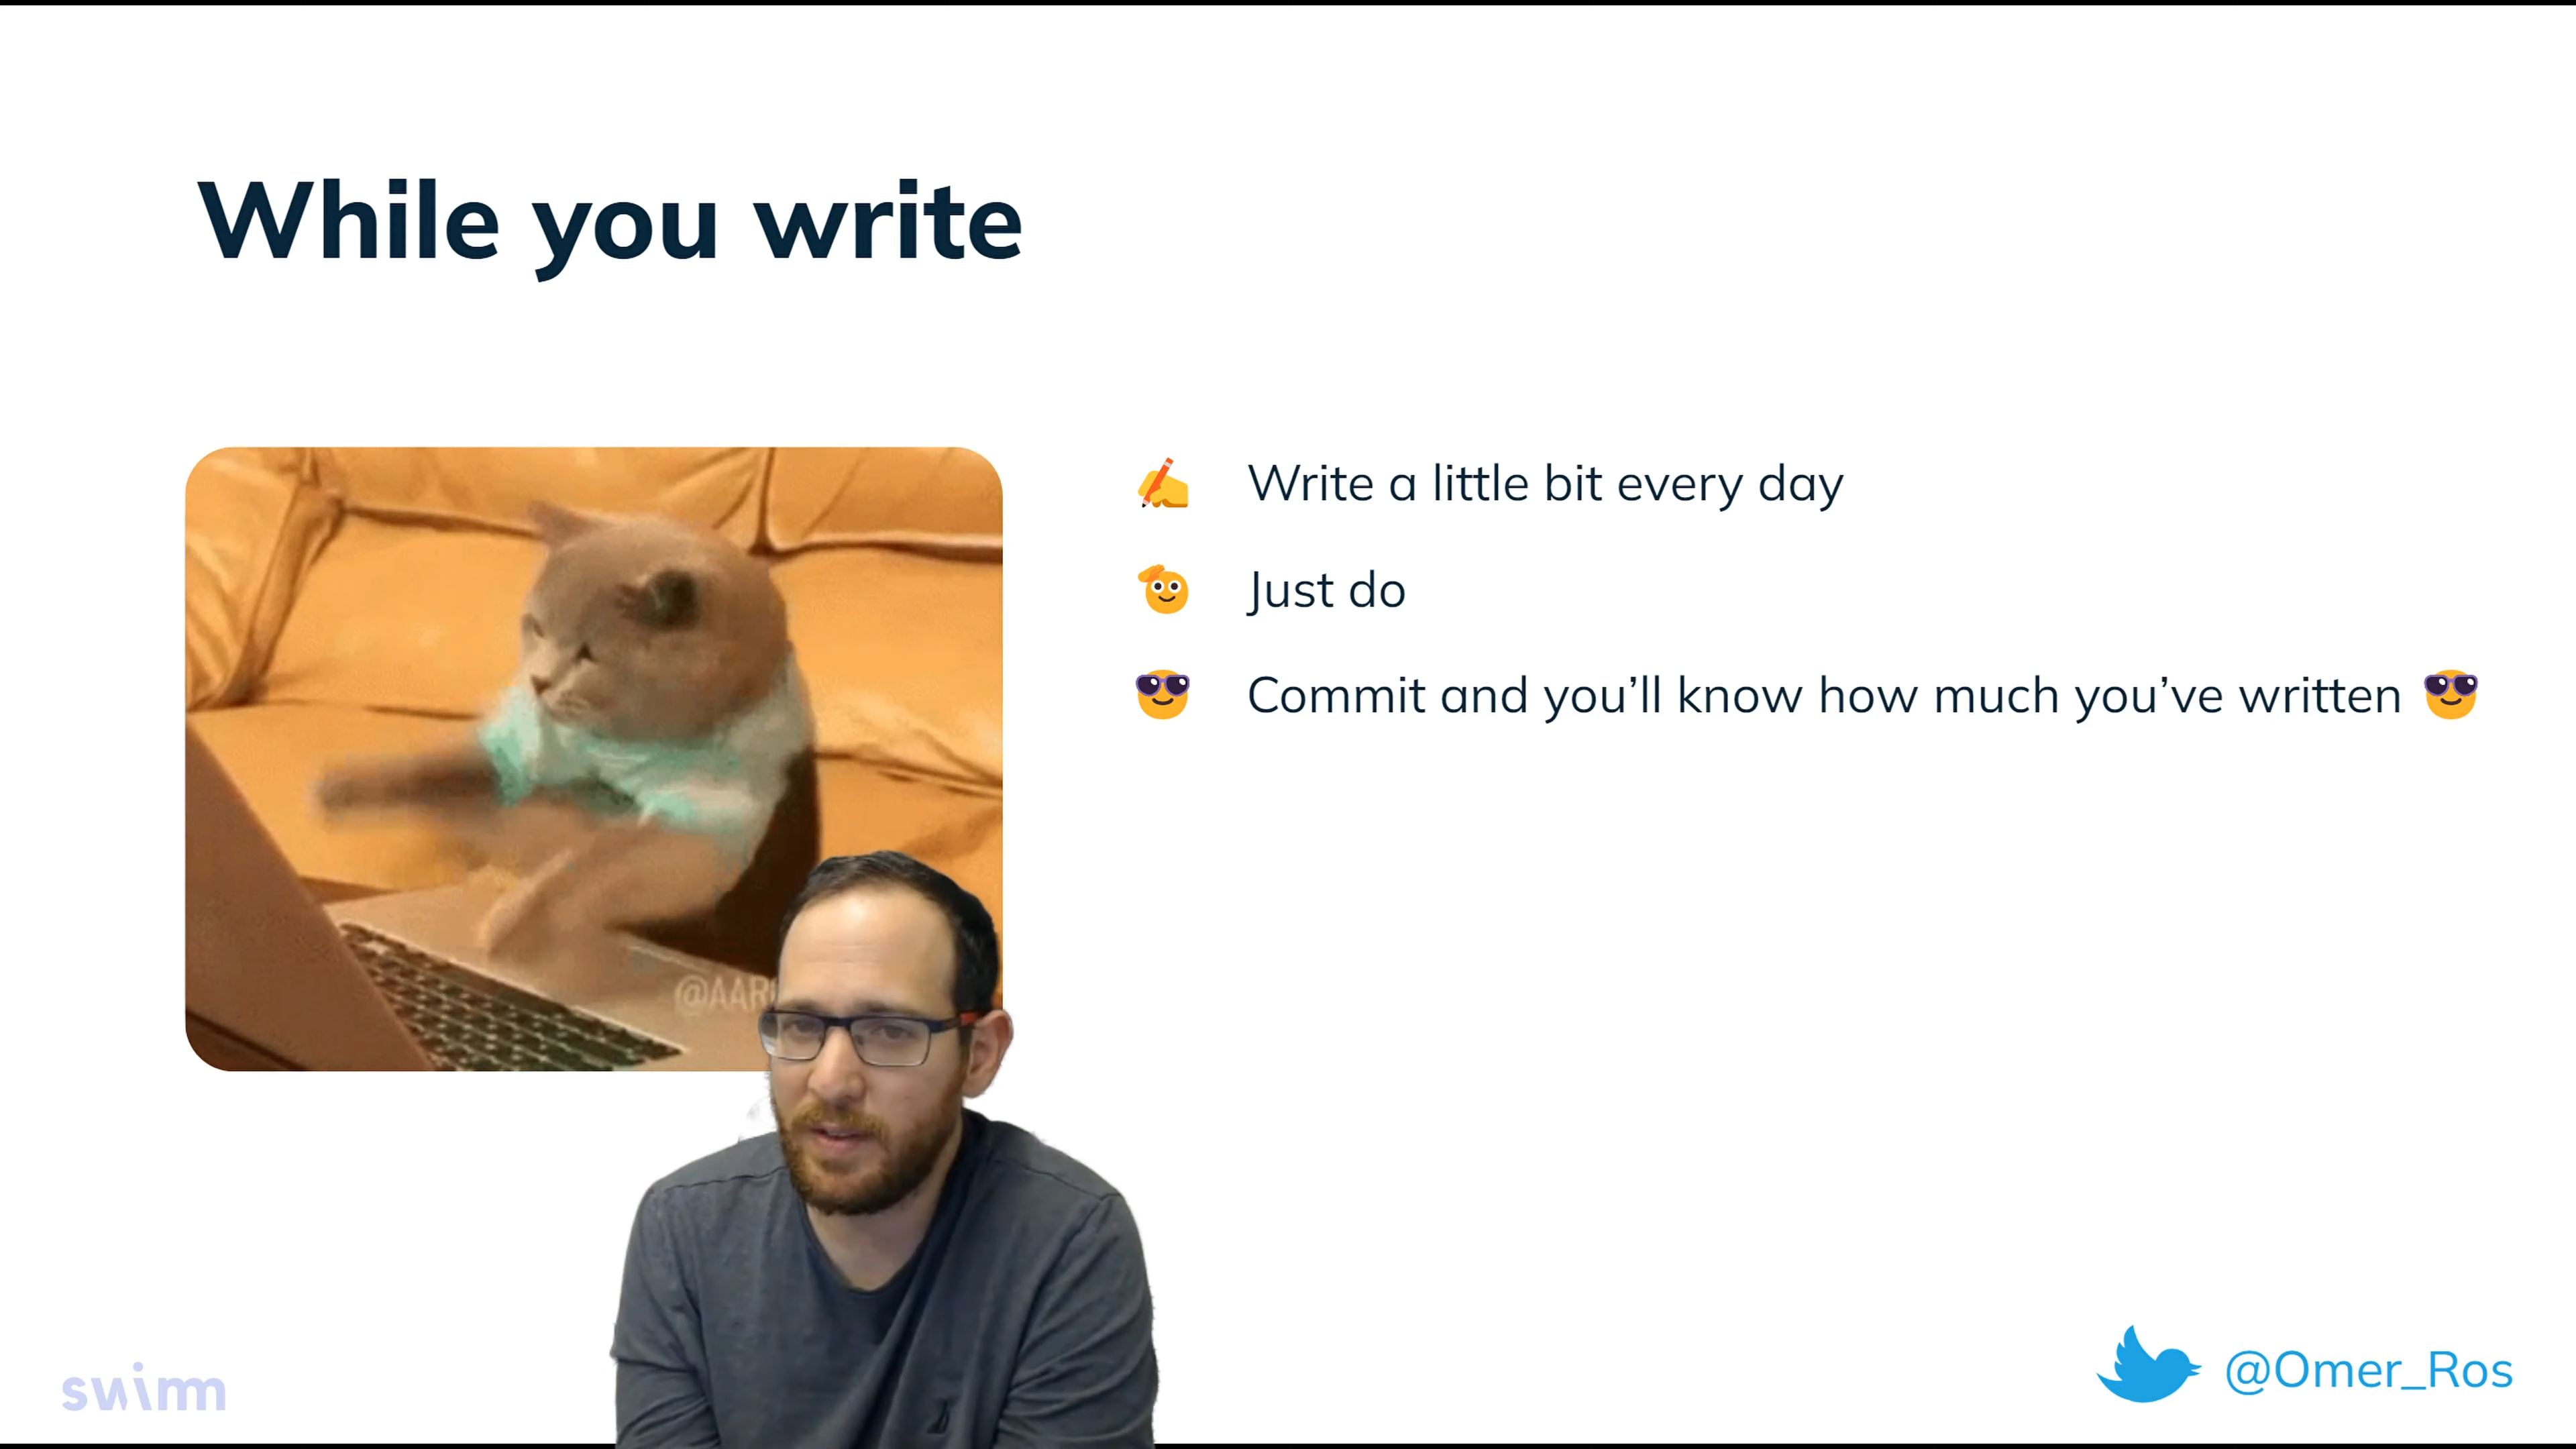 While you write
✍️ Write a little bit every day
🫡 Just do
😎 Commit and you’ll know how much you’ve written 😎
swimm
@Omer_Ros